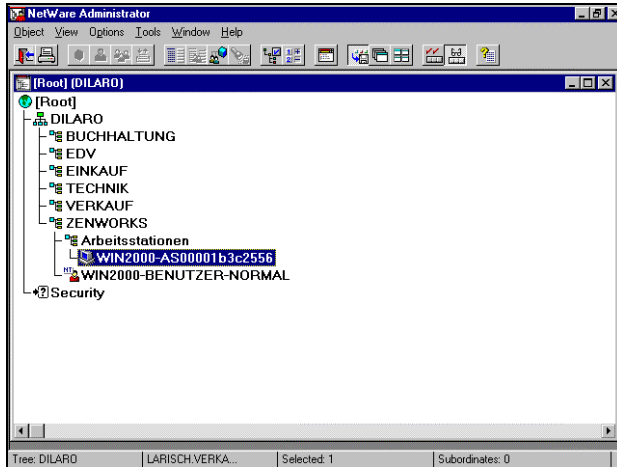 NetWare Administrator
Object View Options Tools Window Help
[Root] (DILARO)
[Root]
DILARO
BUCHHALTUNG
EDV
EINKAUF
TECHNIK
VERKAUF
ZENWORKS
Arbeitsstationen
WIN2000-AS00001b3c2556
NT WIN2000-BENUTZER-NORMAL
Security
Tree: DILARO LARISCH.VERKA... Selected: 1 Subordinates: 0